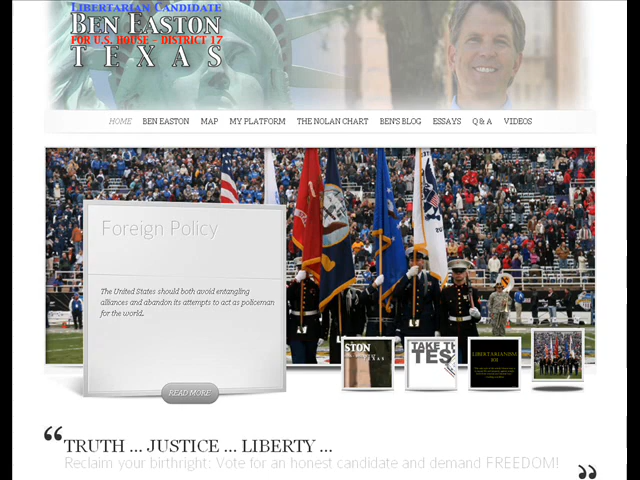 LIBERTARIAN CANDIDATE
BEN EASTON
FOR U.S. HOUSE - DISTRICT 17
TEXAS
HOME BEN EASTON MAP MY PLATFORM THE NOLAN CHART BEN'S BLOG ESSAYS Q & A VIDEOS
Foreign Policy
The United States should both avoid entangling
alliances and abandon its attempts to act as policeman
for the world.
READ MORE
STON
TAKE TH
TES
LIBERTARIANISM
101
“
TRUTH ... JUSTICE ... LIBERTY ...
Reclaim your birthright: Vote for an honest candidate and demand FREEDOM!
”